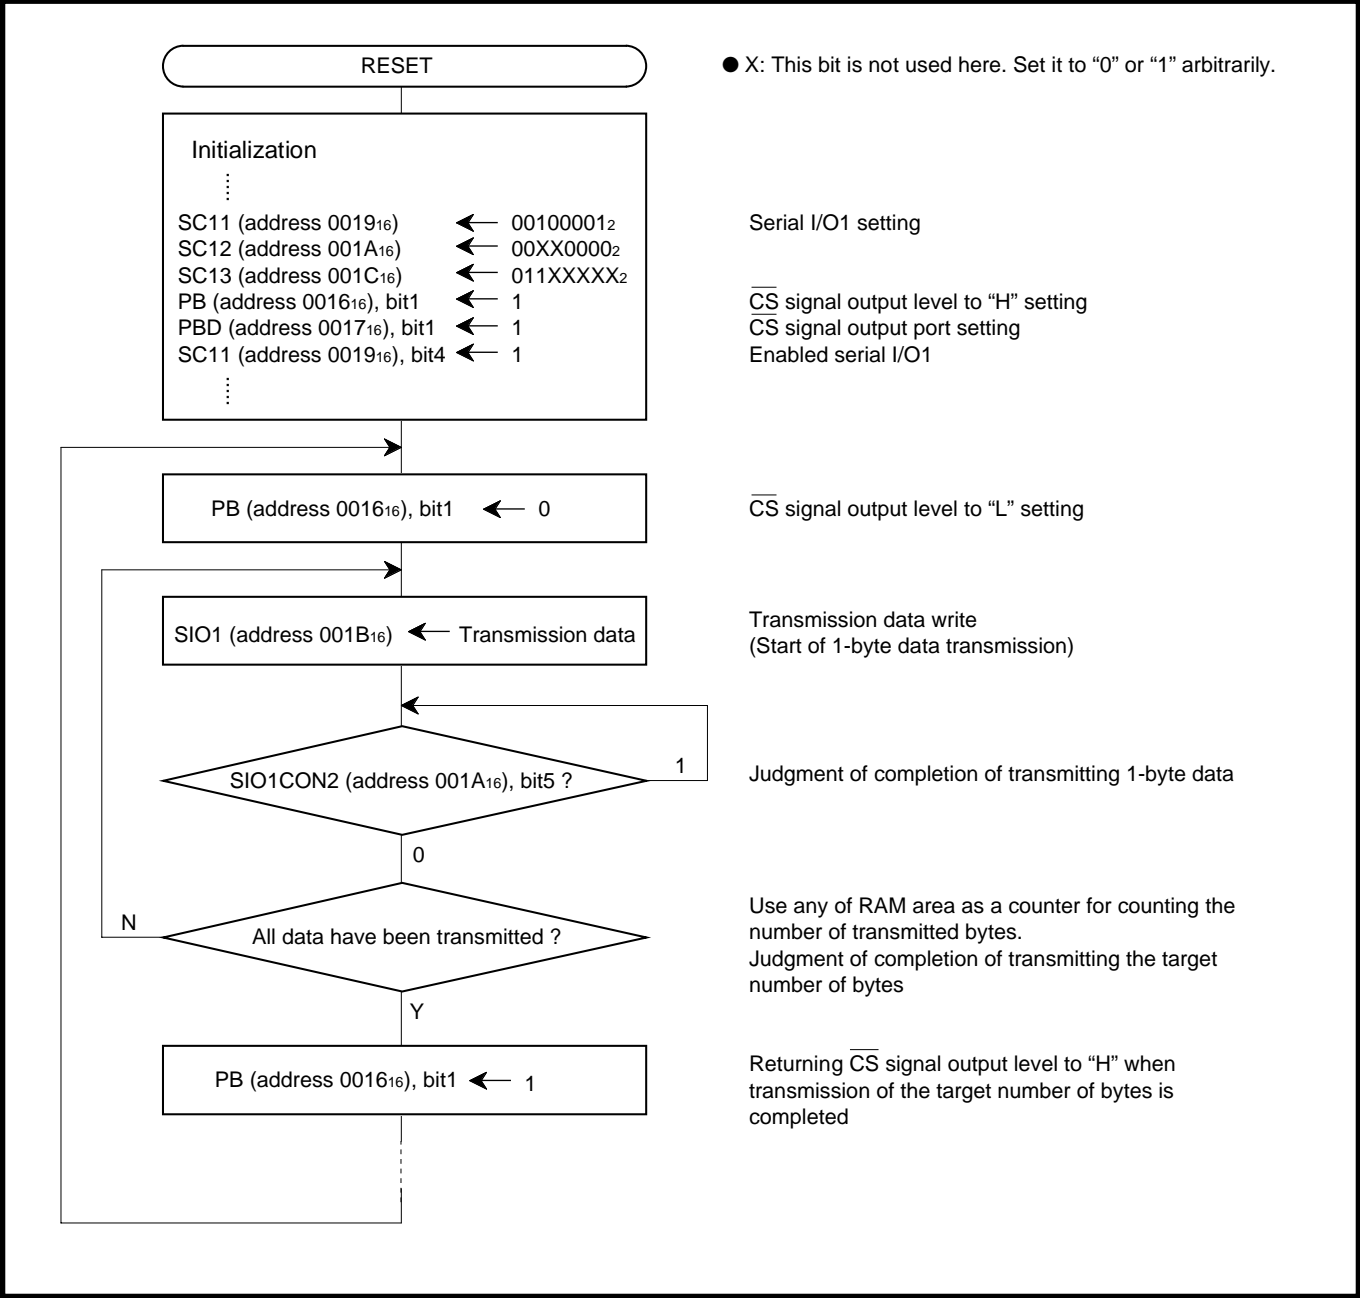 RESET
● X: This bit is not used here. Set it to “0” or “1” arbitrarily.
Initialization
SC11 (address 0019₁₆) ← 00100001₂ Serial I/O1 setting
SC12 (address 001A₁₆) ← 00XX0000₂
SC13 (address 001C₁₆) ← 011XXXXX₂
PB (address 0016₁₆), bit1 ← 1 C̅S̅ signal output level to “H” setting
PBD (address 0017₁₆), bit1 ← 1 C̅S̅ signal output port setting
SC11 (address 0019₁₆), bit4 ← 1 Enabled serial I/O1
PB (address 0016₁₆), bit1 ← 0 C̅S̅ signal output level to “L” setting
SIO1 (address 001B₁₆) ← Transmission data
Transmission data write
(Start of 1-byte data transmission)
SIO1CON2 (address 001A₁₆), bit5 ?
1
Judgment of completion of transmitting 1-byte data
0
All data have been transmitted ?
N
Use any of RAM area as a counter for counting the
number of transmitted bytes.
Judgment of completion of transmitting the target
number of bytes
Y
PB (address 0016₁₆), bit1 ← 1
Returning C̅S̅ signal output level to “H” when
transmission of the target number of bytes is
completed